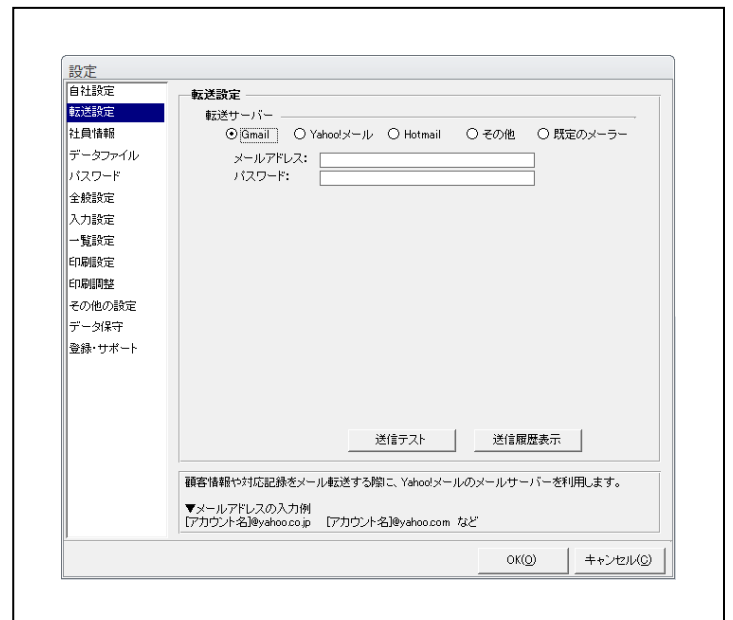 設定
自社設定
転送設定
社員情報
データファイル
パスワード
全般設定
入力設定
一覧設定
印刷設定
印刷調整
その他の設定
データ保守
登録・サポート
転送設定
転送サーバー
Gmail Yahoo!メール Hotmail その他 既定のメーラー
メールアドレス:
パスワード:
送信テスト 送信履歴表示
顧客情報や対応記録をメール転送する際に、Yahoo!メールのメールサーバーを利用します。
▼メールアドレスの入力例
[アカウント名]@yahoo.co.jp [アカウント名]@yahoo.com など
OK(O) キャンセル(C)